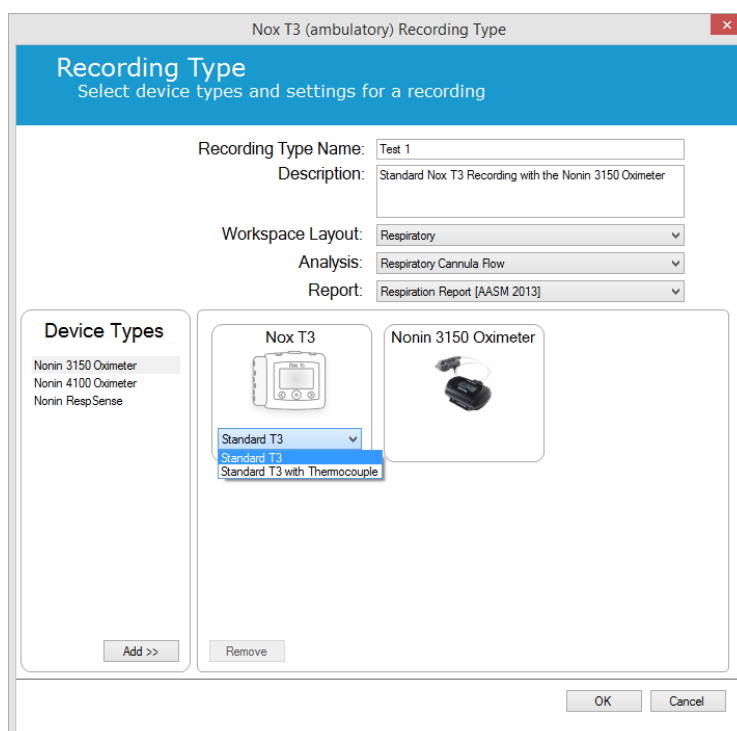 Nox T3 (ambulatory) Recording Type
Recording Type
Select device types and settings for a recording
Recording Type Name: Test 1
Description: Standard Nox T3 Recording with the Nonin 3150 Oximeter
Workspace Layout: Respiratory
Analysis: Respiratory Cannula Flow
Report: Respiration Report [AASM 2013]
Device Types
Nonin 3150 Oximeter
Nonin 4100 Oximeter
Nonin RespSense
Add >>
Nox T3
Nox T3
Standard T3
Standard T3
Standard T3 with Thermocouple
Nonin 3150 Oximeter
Remove
OK Cancel